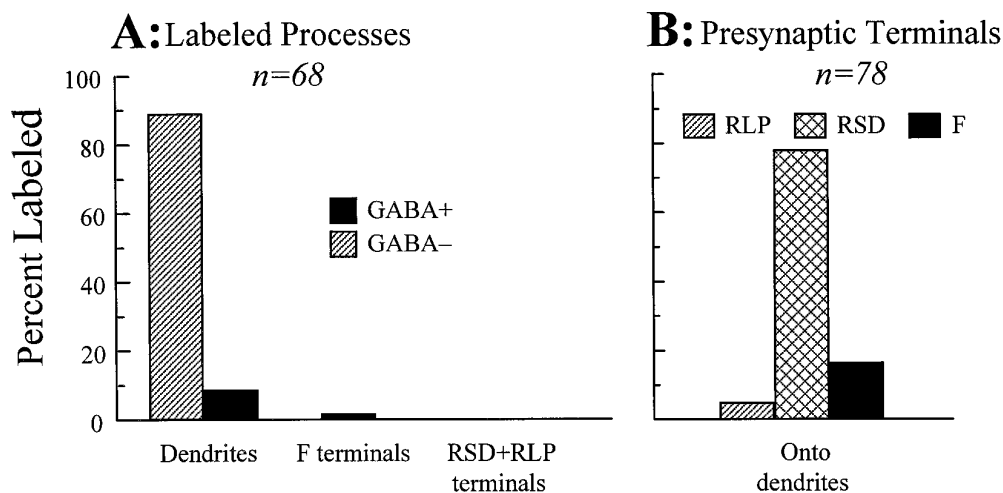 A: Labeled Processes
n=68
Percent Labeled
100
80
60
40
20
0
GABA+
GABA–
Dendrites
F terminals
RSD+RLP
terminals
B: Presynaptic Terminals
n=78
RLP
RSD
F
Onto
dendrites